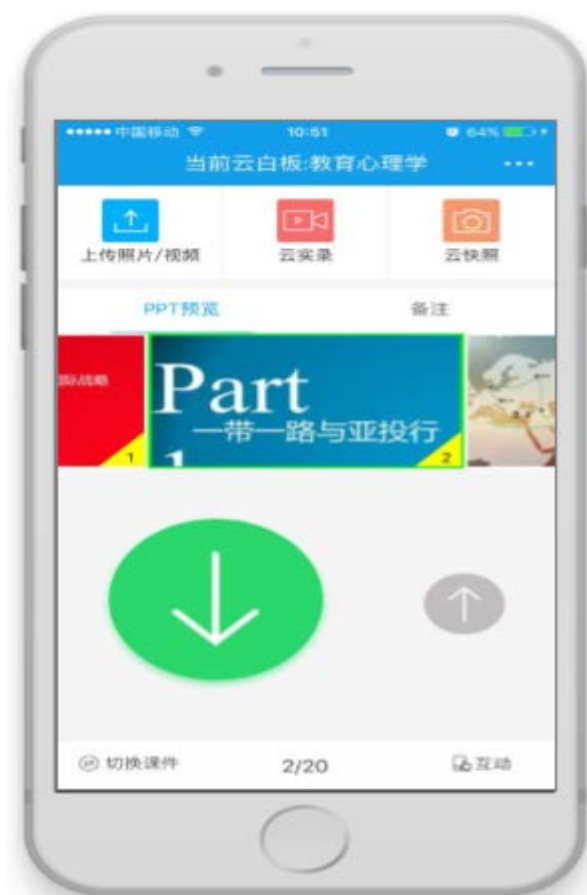 中国移动 10:51 64%
当前云白板:教育心理学
上传照片/视频 云实录 云快照
PPT预览 备注
Part
一带一路与亚投行
1
1 2
切换课件 2/20 互动